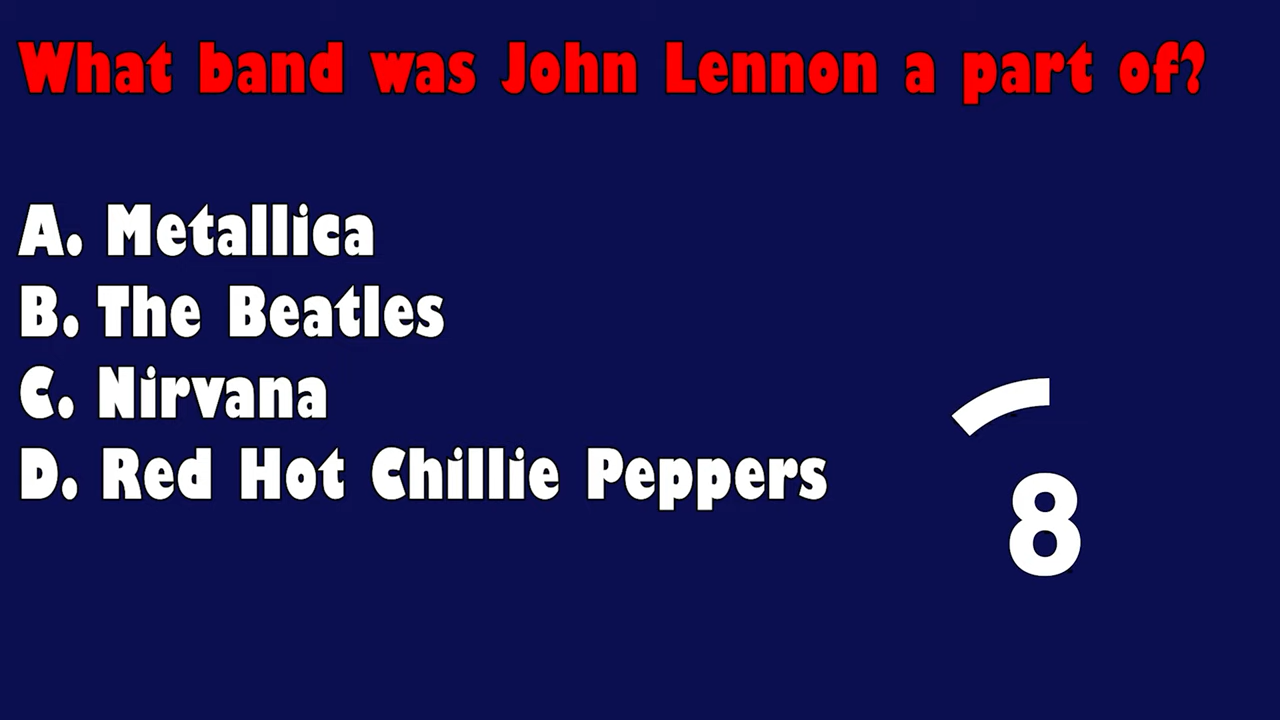 What band was John Lennon a part of?
A. Metallica
B. The Beatles
C. Nirvana
D. Red Hot Chillie Peppers
8